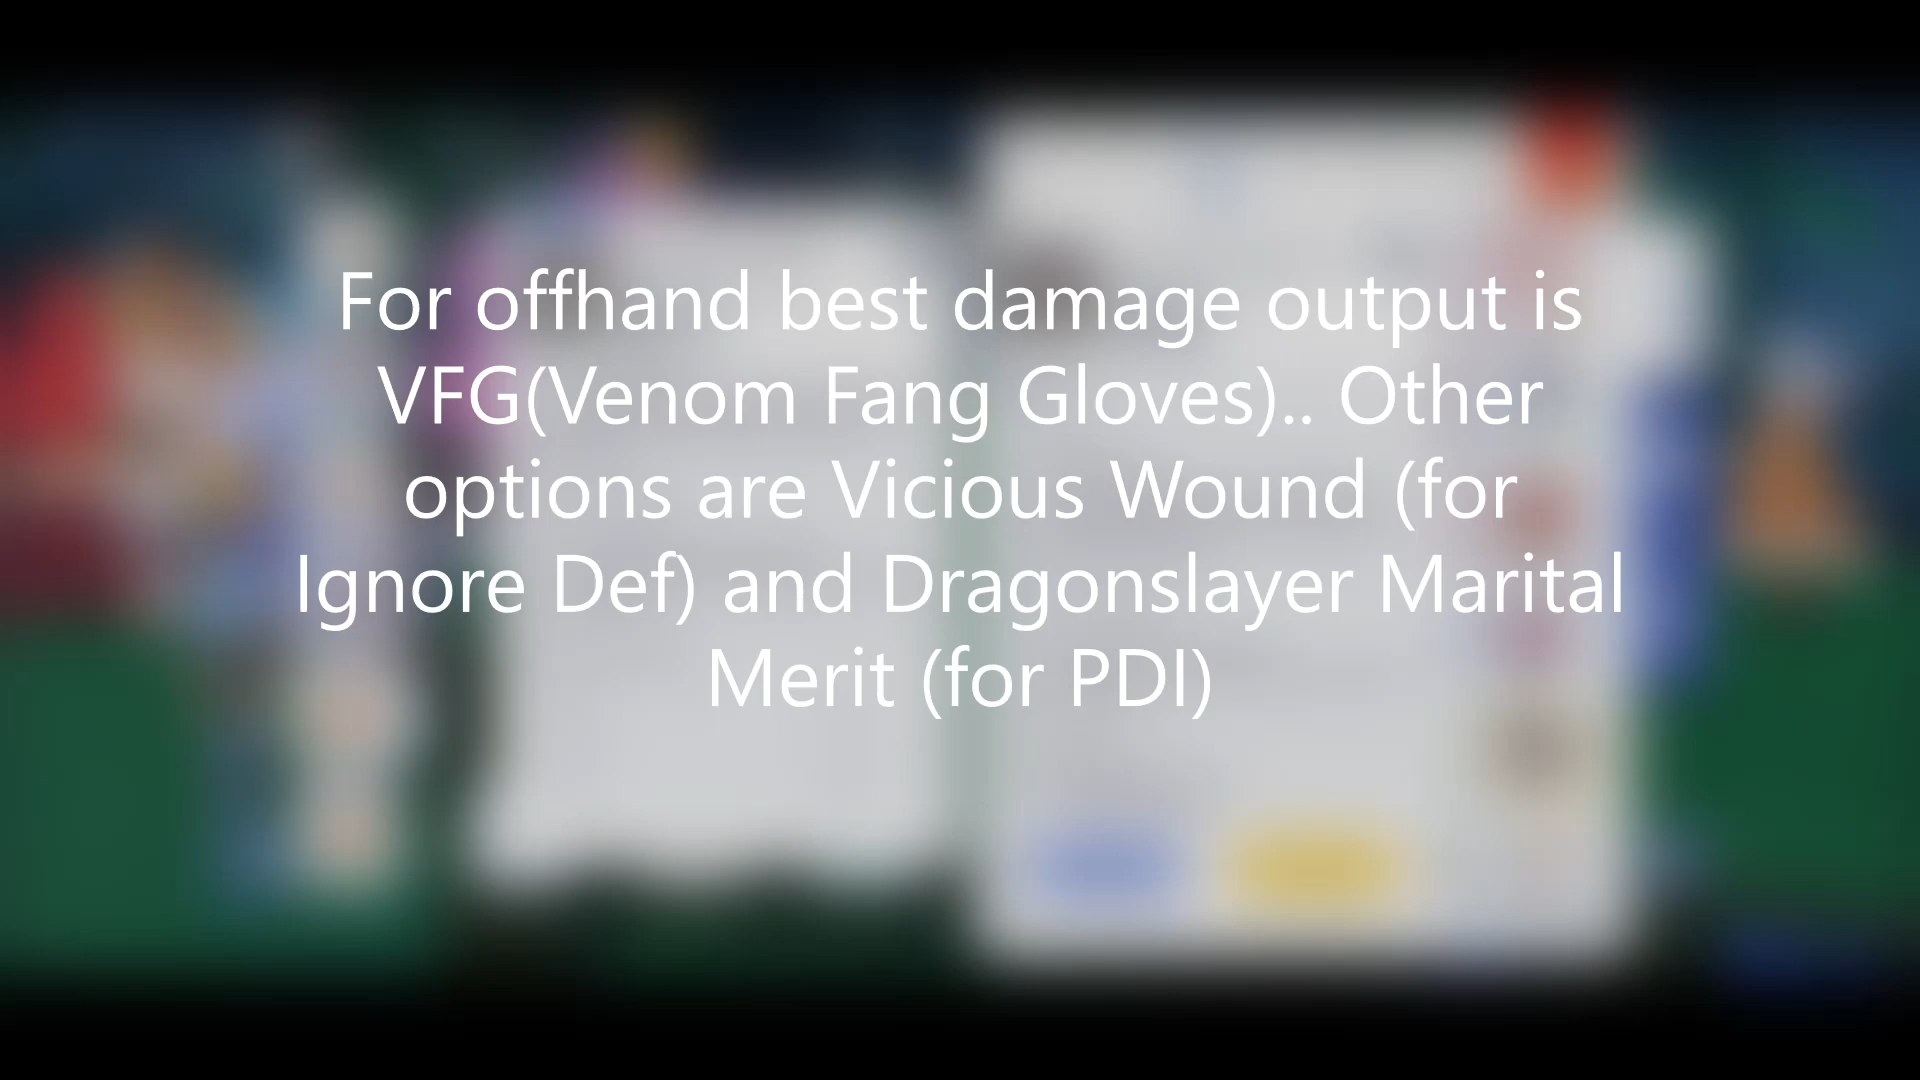 For offhand best damage output is
VFG(Venom Fang Gloves).. Other
options are Vicious Wound (for
Ignore Def) and Dragonslayer Marital
Merit (for PDI)